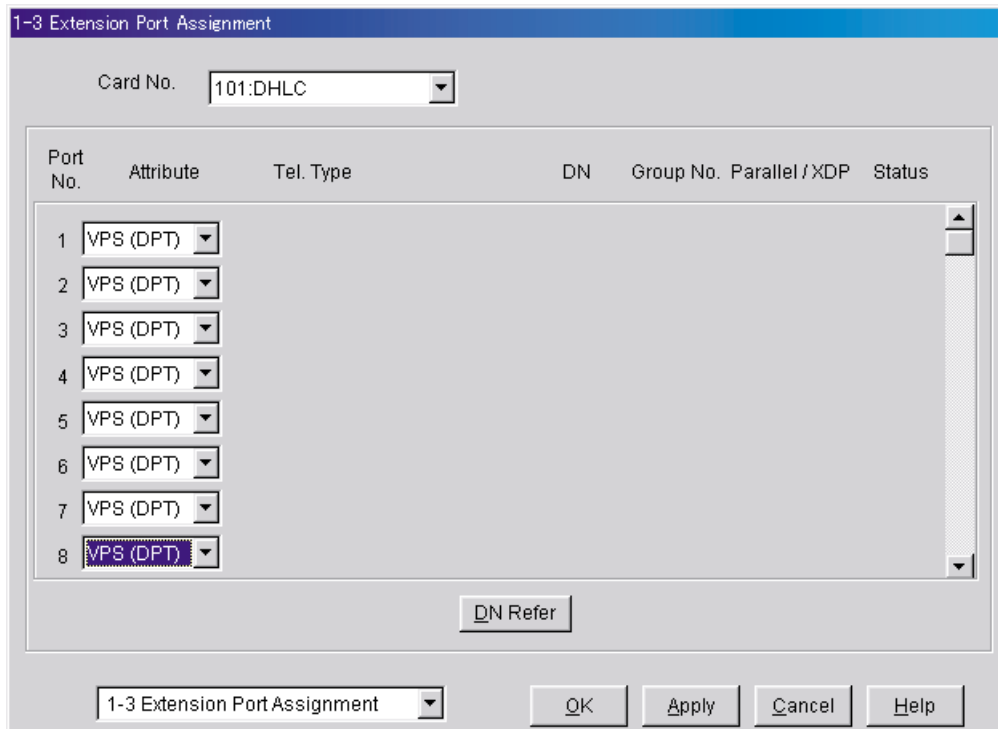 1-3 Extension Port Assignment
Card No. 101:DHLC
Port No. Attribute Tel. Type DN Group No. Parallel / XDP Status
1 VPS (DPT)
2 VPS (DPT)
3 VPS (DPT)
4 VPS (DPT)
5 VPS (DPT)
6 VPS (DPT)
7 VPS (DPT)
8 VPS (DPT)
DN Refer
1-3 Extension Port Assignment OK Apply Cancel Help